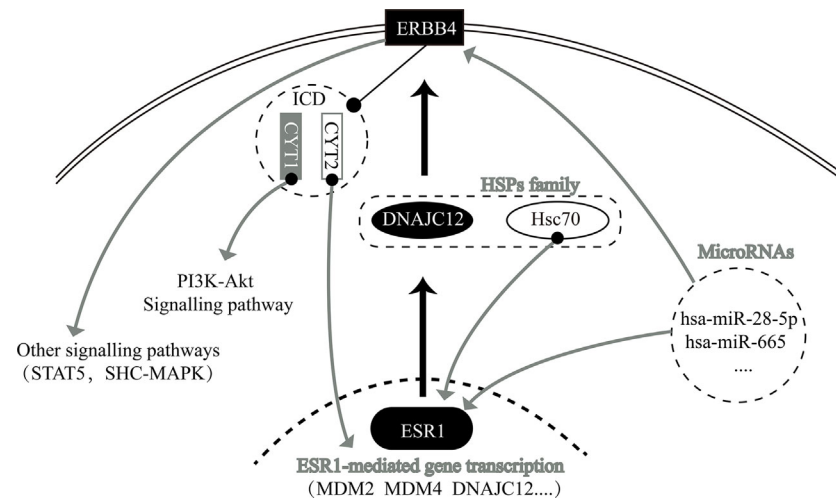 ERBB4
ICD
CYT1
CYT2
HSPs family
DNAJC12
Hsc70
MicroRNAs
PI3K-Akt
Signalling pathway
hsa-miR-28-5p
hsa-miR-665
....
Other signalling pathways
(STAT5, SHC-MAPK)
ESR1
ESR1-mediated gene transcription
(MDM2 MDM4 DNAJC12....)